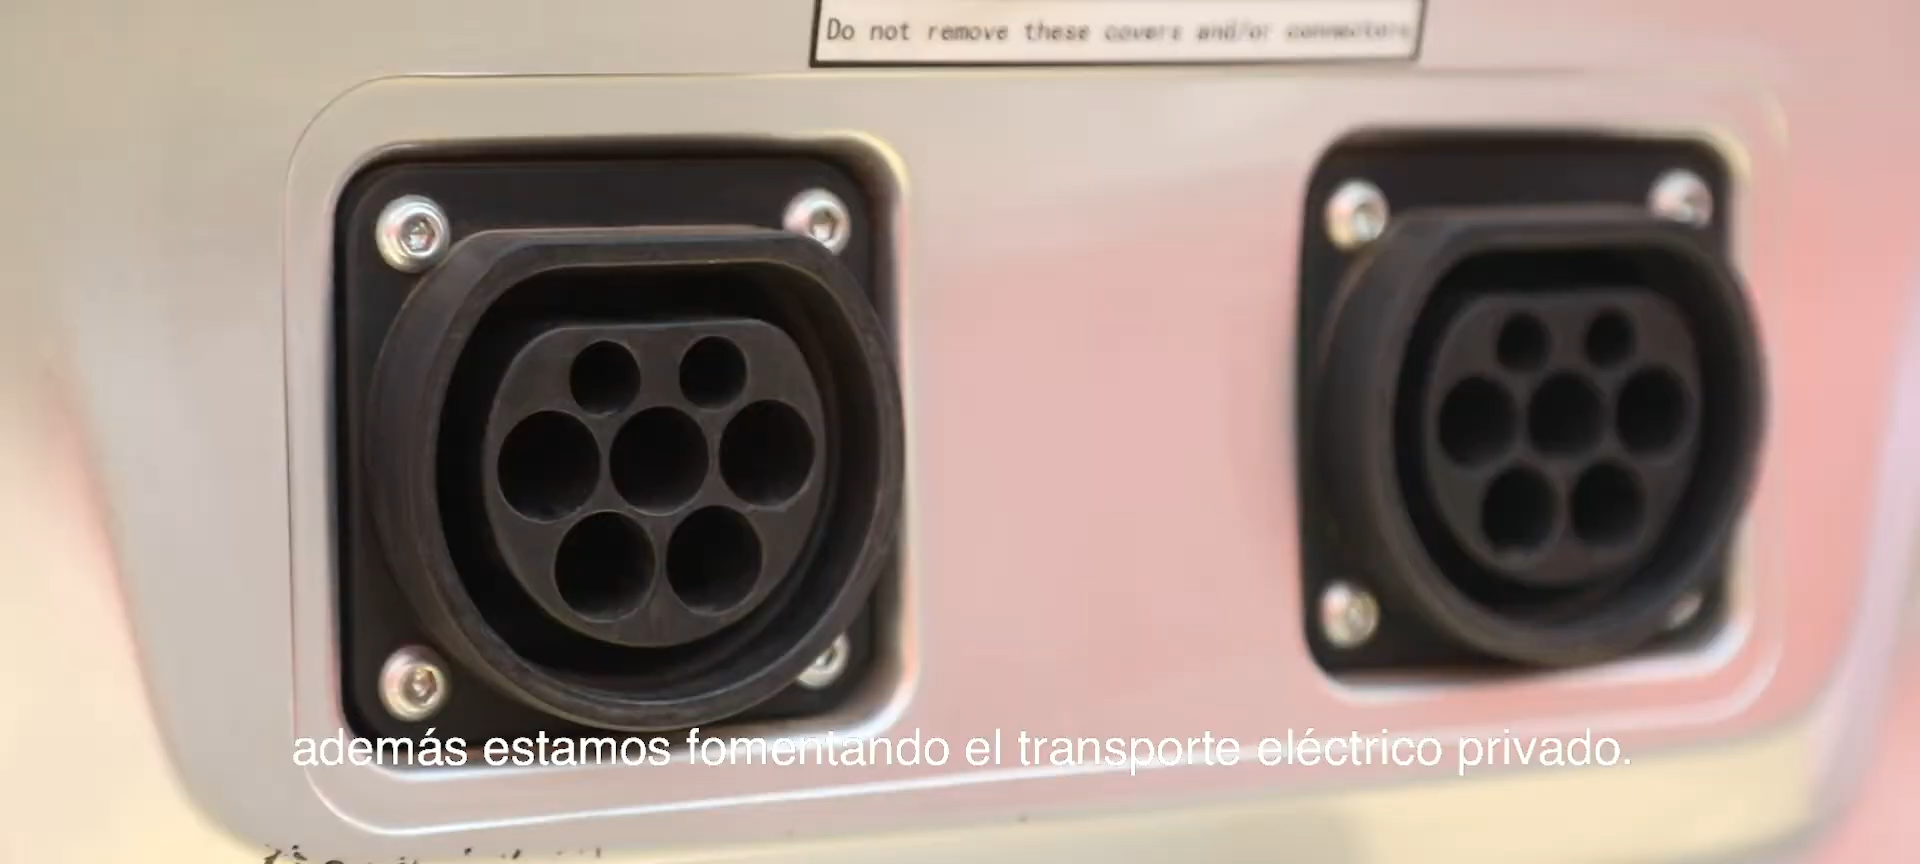 Do not remove these covers and/or connectors
además estamos fomentando el transporte eléctrico privado.